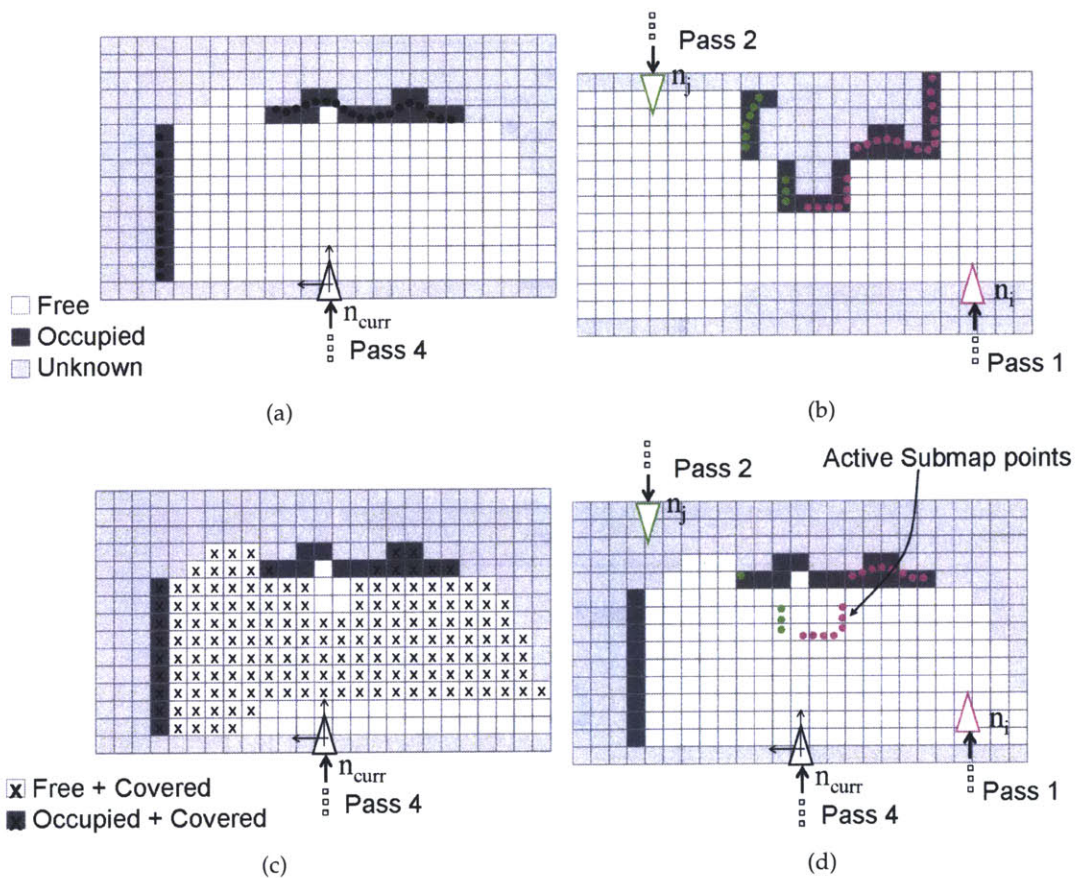 Pass 2
n_j
n_curr
Pass 4
Free
Occupied
Unknown
n_i
Pass 1
(a)
(b)
Pass 2
Active Submap points
n_j
n_curr
Pass 4
x Free + Covered
x Occupied + Covered
n_i
Pass 1
n_curr
Pass 4
(c)
(d)